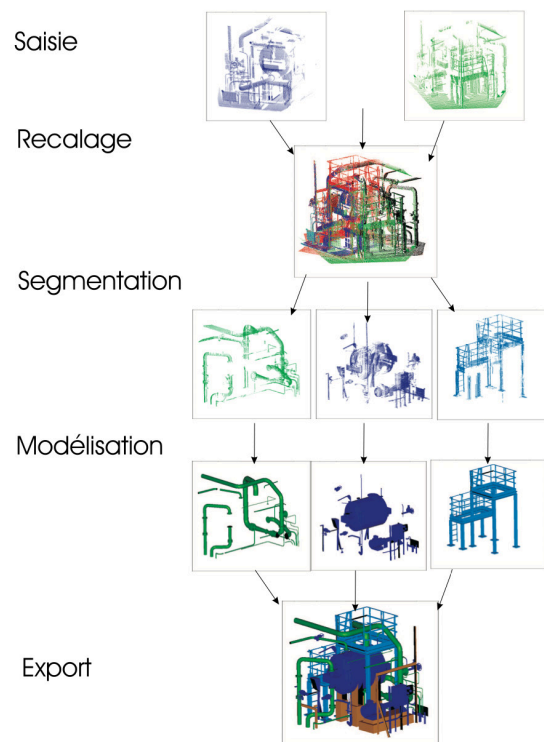 Saisie
Recalage
Segmentation
Modélisation
Export